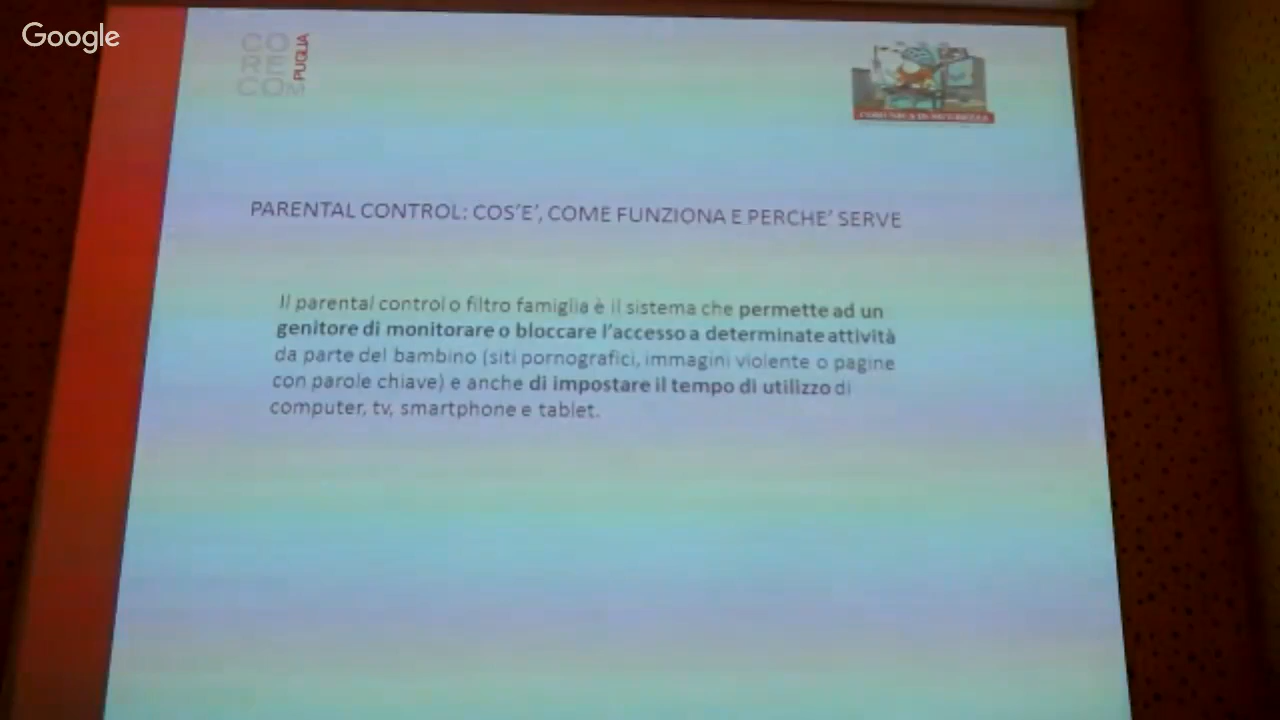 Google
CO
RE
COM
PUGLIA
PARENTAL CONTROL: COS'E', COME FUNZIONA E PERCHE' SERVE
Il parental control o filtro famiglia è il sistema che permette ad un
genitore di monitorare o bloccare l'accesso a determinate attività
da parte del bambino (siti pornografici, immagini violente o pagine
con parole chiave) e anche di impostare il tempo di utilizzo di
computer, tv, smartphone e tablet.